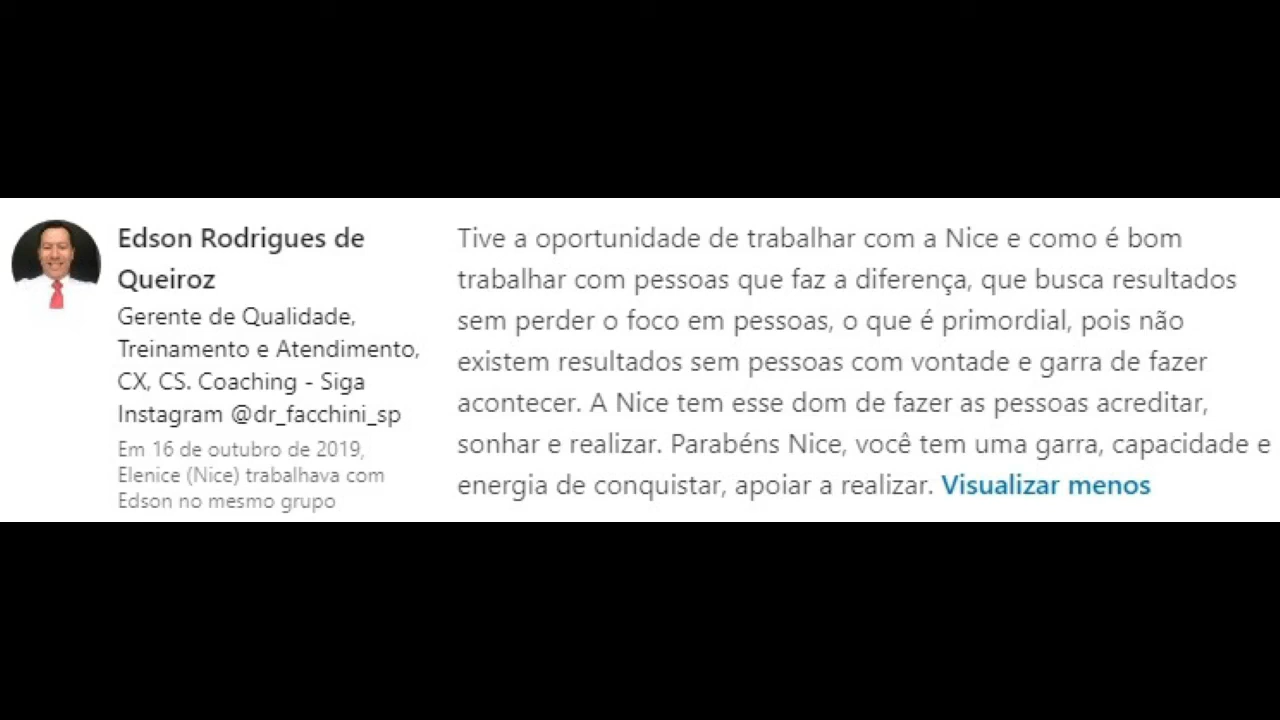 Edson Rodrigues de
Queiroz
Gerente de Qualidade,
Treinamento e Atendimento,
CX, CS. Coaching - Siga
Instagram @dr_facchini_sp
Em 16 de outubro de 2019,
Elenice (Nice) trabalhava com
Edson no mesmo grupo
Tive a oportunidade de trabalhar com a Nice e como é bom
trabalhar com pessoas que faz a diferença, que busca resultados
sem perder o foco em pessoas, o que é primordial, pois não
existem resultados sem pessoas com vontade e garra de fazer
acontecer. A Nice tem esse dom de fazer as pessoas acreditar,
sonhar e realizar. Parabéns Nice, você tem uma garra, capacidade e
energia de conquistar, apoiar a realizar. Visualizar menos